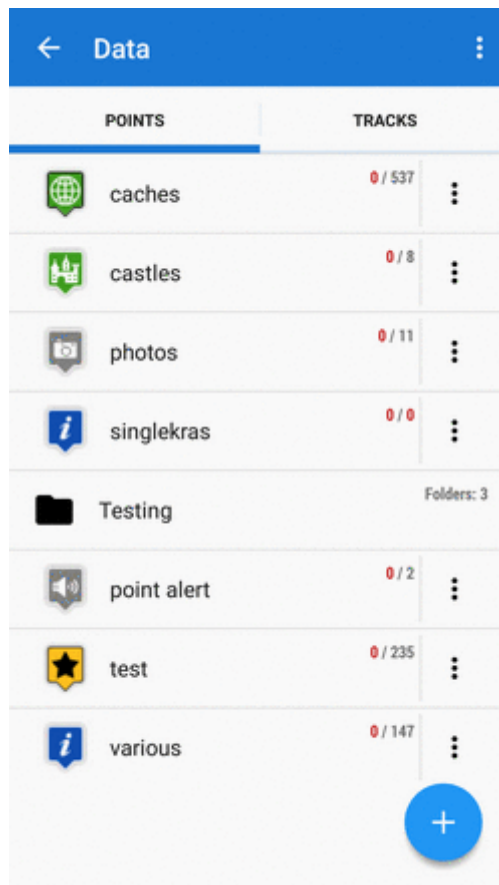 Data
POINTS TRACKS
caches 0 / 537
castles 0 / 8
photos 0 / 11
i singlekras 0 / 0
Testing Folders: 3
point alert 0 / 2
test 0 / 235
i various 0 / 147